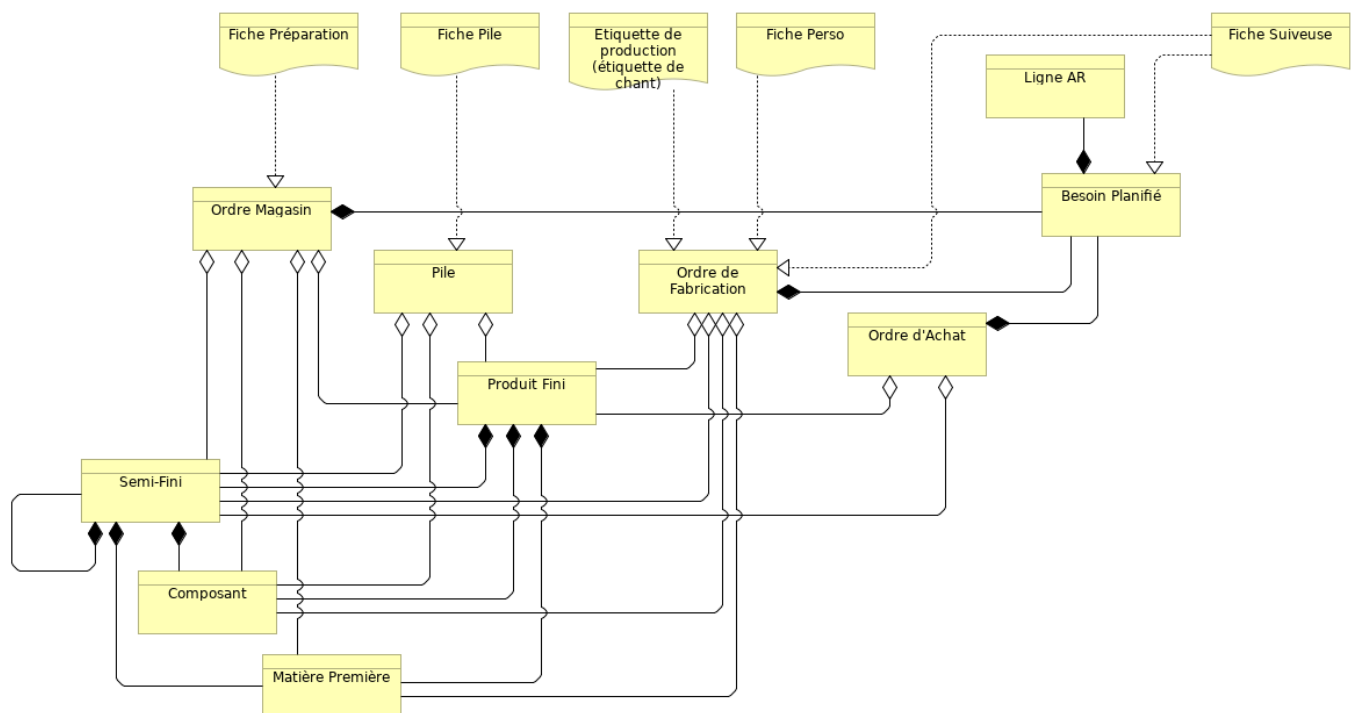 Fiche Préparation
Fiche Pile
Etiquette de
production
(étiquette de
chant)
Fiche Perso
Fiche Suiveuse
Ligne AR
Ordre Magasin
Besoin Planifié
Pile
Ordre de
Fabrication
Ordre d'Achat
Produit Fini
Semi-Fini
Composant
Matière Première